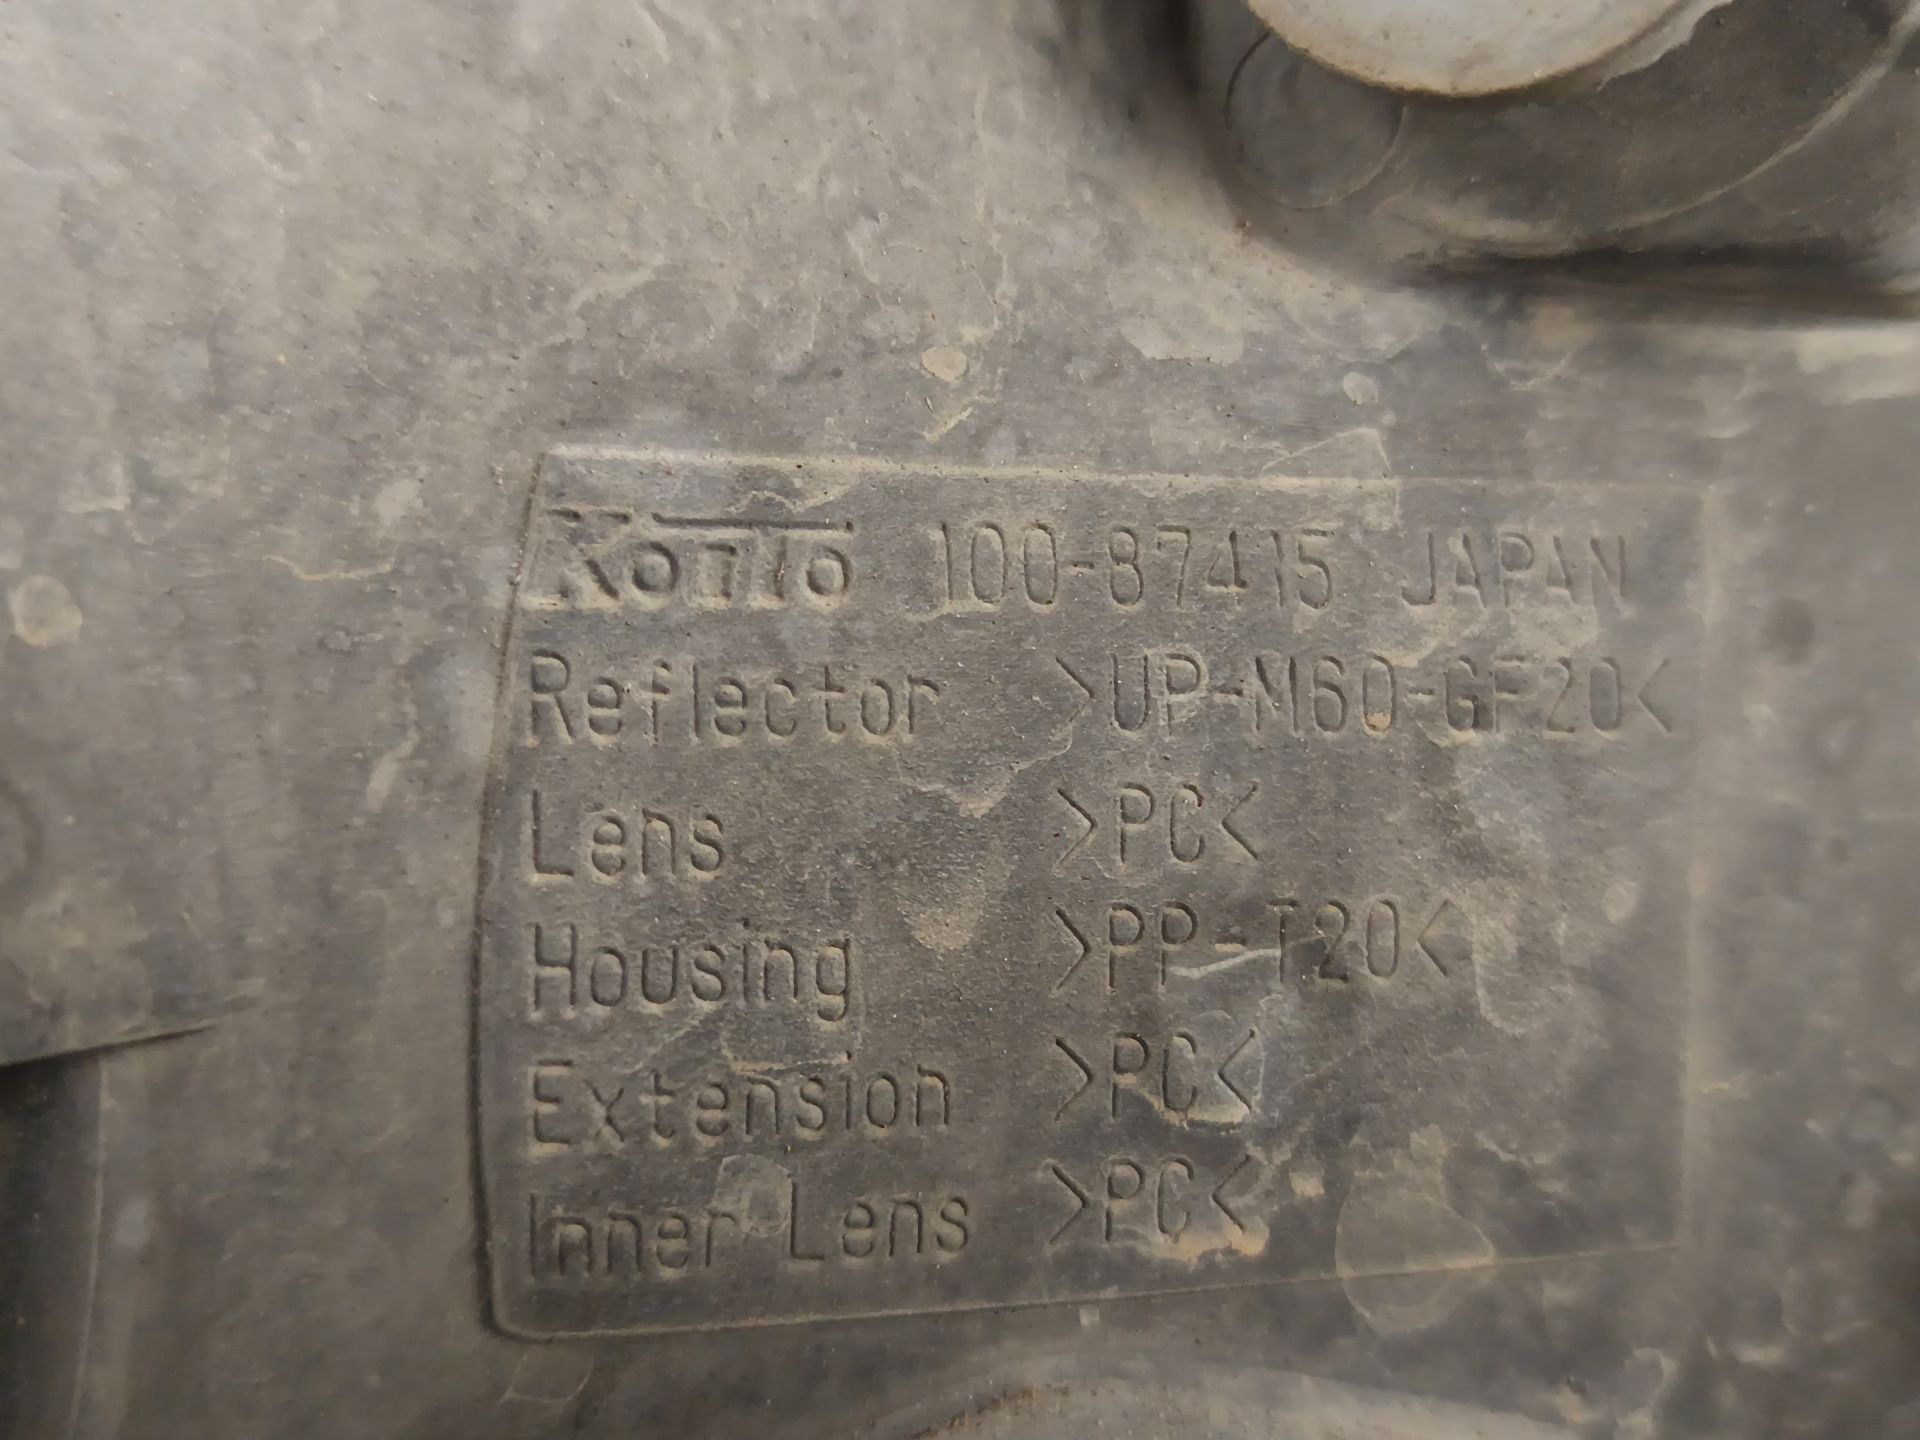 Koito 100-87415 JAPAN
Reflector >UP-M60-GF20<
Lens >PC<
Housing >PP-T20<
Extension >PC<
Inner Lens >PC<